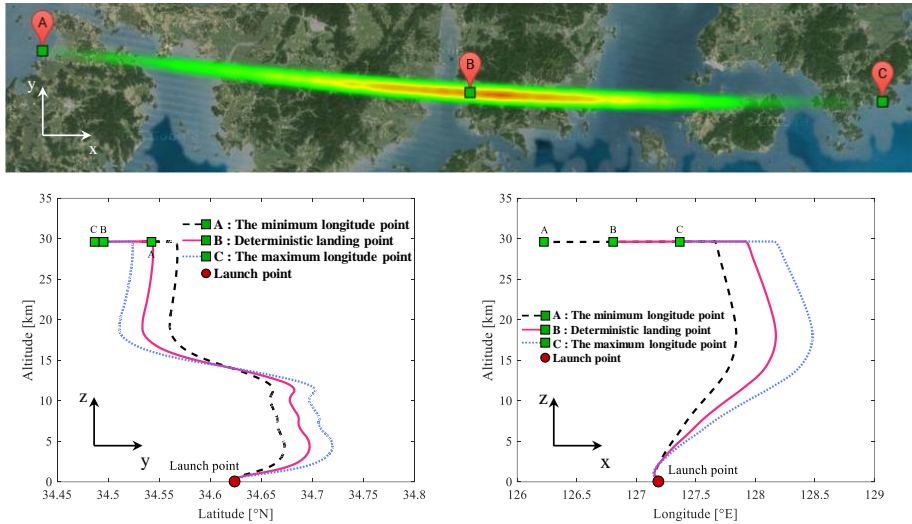 A
B
C
y
x
35
30
25
20
15
10
5
0
Altitude [km]
C B
A
A : The minimum longitude point
B : Deterministic landing point
C : The maximum longitude point
Launch point
z
y
Launch point
34.45
34.5
34.55
34.6
34.65
34.7
34.75
34.8
Latitude [°N]
35
30
25
20
15
10
5
0
Altitude [km]
A
B
C
A : The minimum longitude point
B : Deterministic landing point
C : The maximum longitude point
Launch point
z
x
Launch point
126
126.5
127
127.5
128
128.5
129
Longitude [°E]